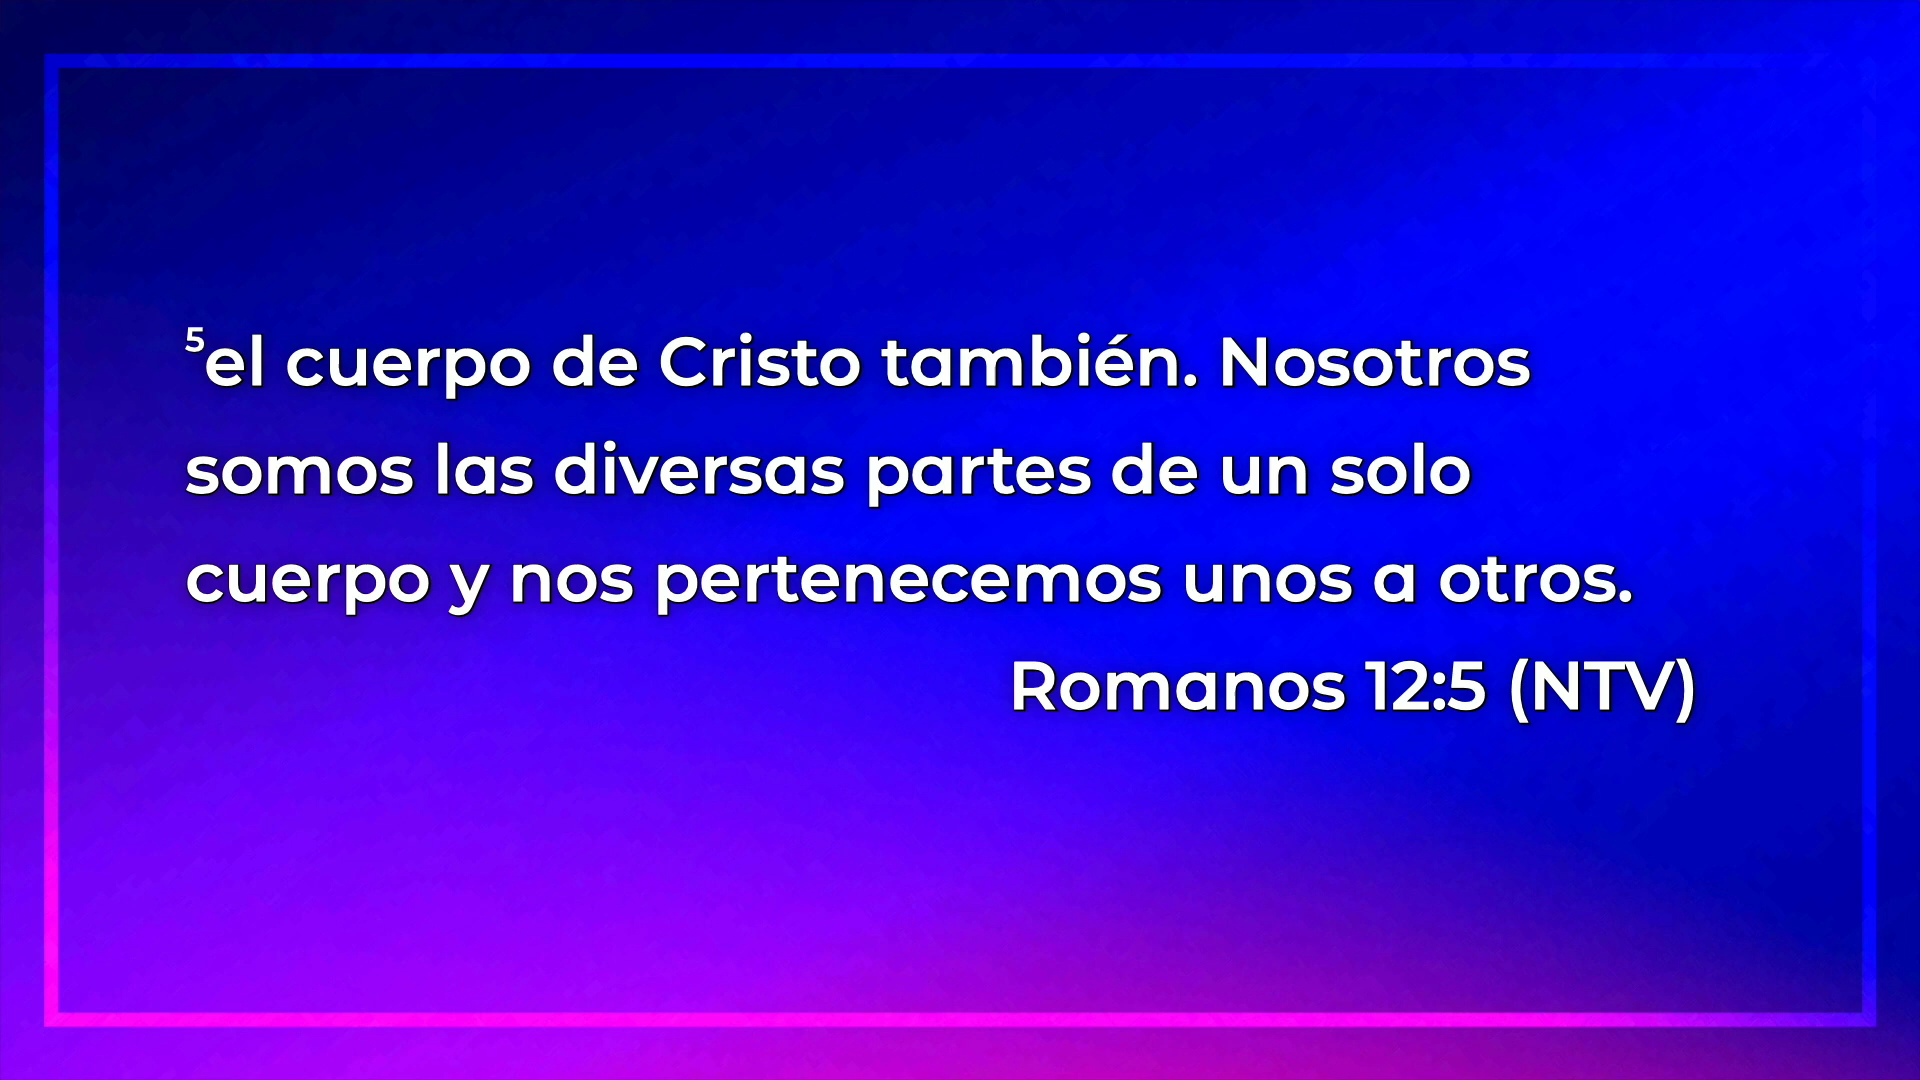 ⁵el cuerpo de Cristo también. Nosotros
somos las diversas partes de un solo
cuerpo y nos pertenecemos unos a otros.
Romanos 12:5 (NTV)